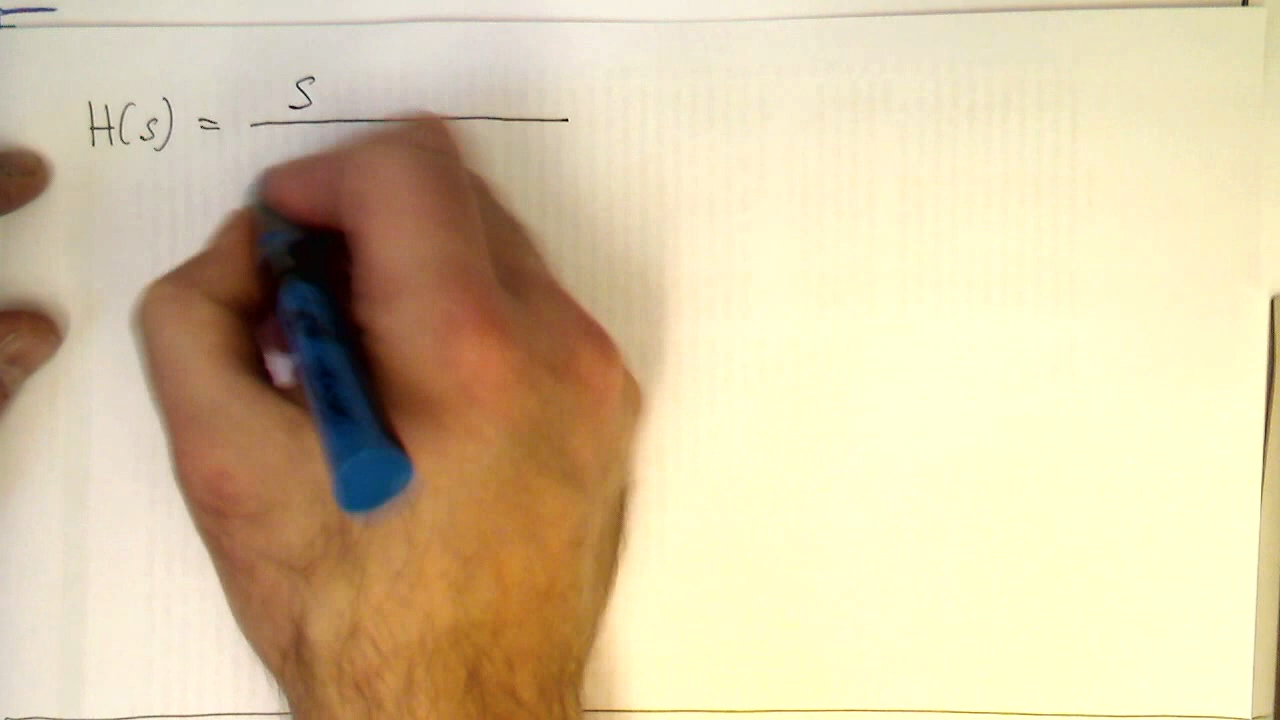 H(s) = s